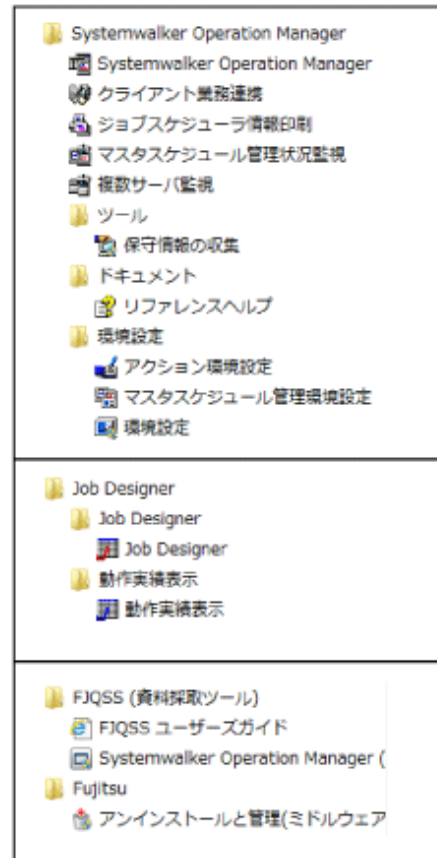 Systemwalker Operation Manager
Systemwalker Operation Manager
クライアント業務連携
ジョブスケジューラ情報印刷
マスタスケジュール管理状況監視
複数サーバ監視
ツール
保守情報の収集
ドキュメント
リファレンスヘルプ
環境設定
アクション環境設定
マスタスケジュール管理環境設定
環境設定
Job Designer
Job Designer
Job Designer
動作実績表示
動作実績表示
FJQSS (資料採取ツール)
FJQSS ユーザーズガイド
Systemwalker Operation Manager (
Fujitsu
アンインストールと管理(ミドルウェア